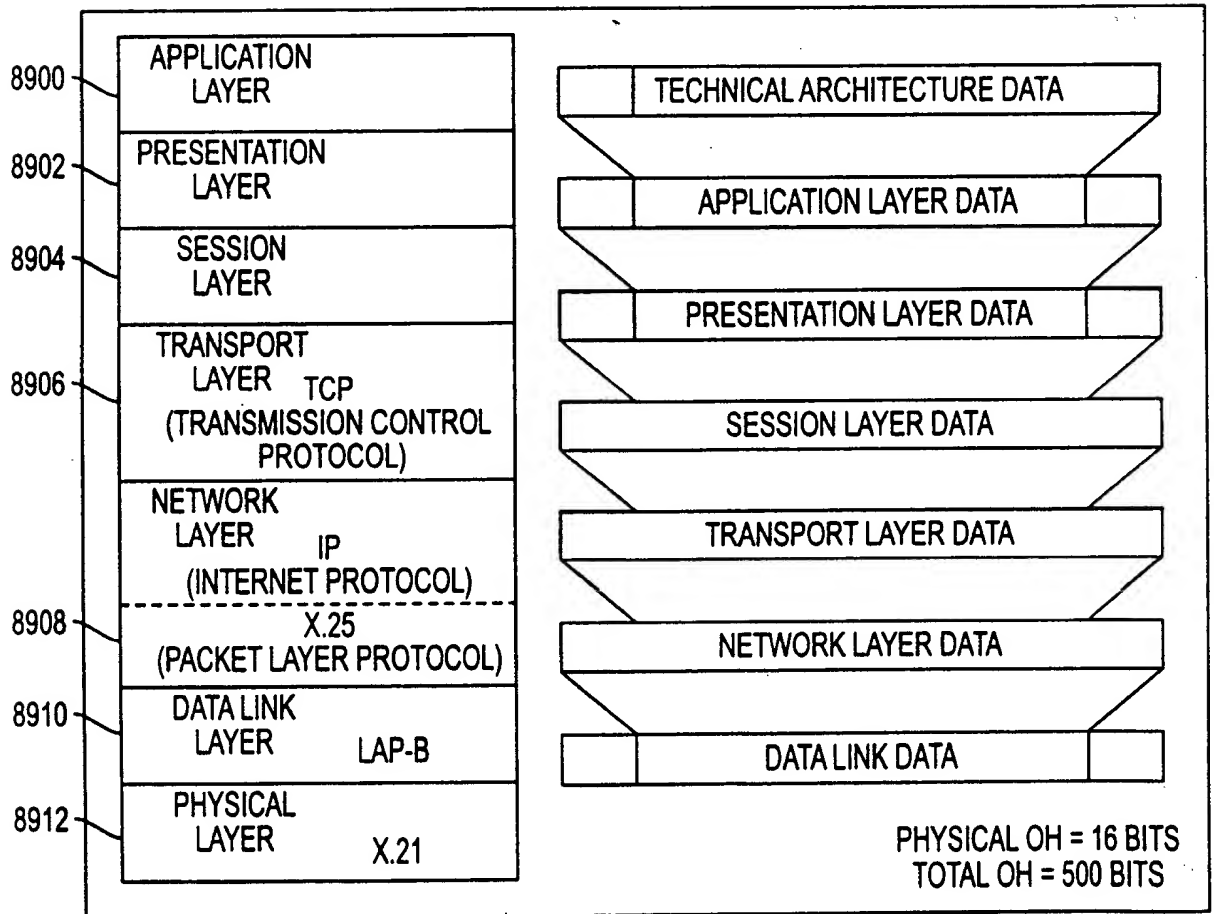 8900
APPLICATION
LAYER
8902
PRESENTATION
LAYER
8904
SESSION
LAYER
8906
TRANSPORT
LAYER TCP
(TRANSMISSION CONTROL
PROTOCOL)
NETWORK
LAYER IP
(INTERNET PROTOCOL)
8908
X.25
(PACKET LAYER PROTOCOL)
8910
DATA LINK
LAYER LAP-B
8912
PHYSICAL
LAYER X.21
TECHNICAL ARCHITECTURE DATA
APPLICATION LAYER DATA
PRESENTATION LAYER DATA
SESSION LAYER DATA
TRANSPORT LAYER DATA
NETWORK LAYER DATA
DATA LINK DATA
PHYSICAL OH = 16 BITS
TOTAL OH = 500 BITS